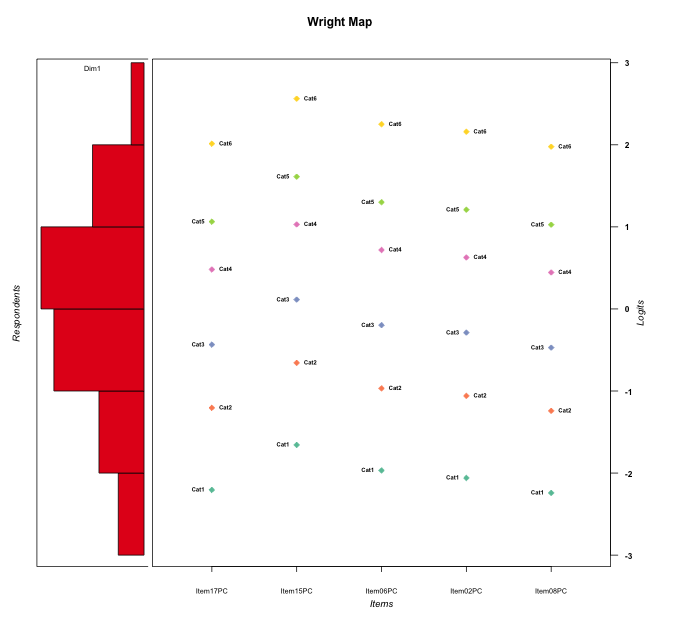 Wright Map
Dim1
3
Cat6
Cat6
Cat6
2
Cat6
Cat6
Cat5
Cat5
Cat5
Cat5
Cat5
1
Cat4
Cat4
Cat4
Cat4
Cat4
Respondents
0
Logits
Cat3
Cat3
Cat3
Cat3
Cat3
Cat2
-1
Cat2
Cat2
Cat2
Cat2
Cat1
-2
Cat1
Cat1
Cat1
Cat1
-3
Item17PC Item15PC Item06PC Item02PC Item08PC
Items